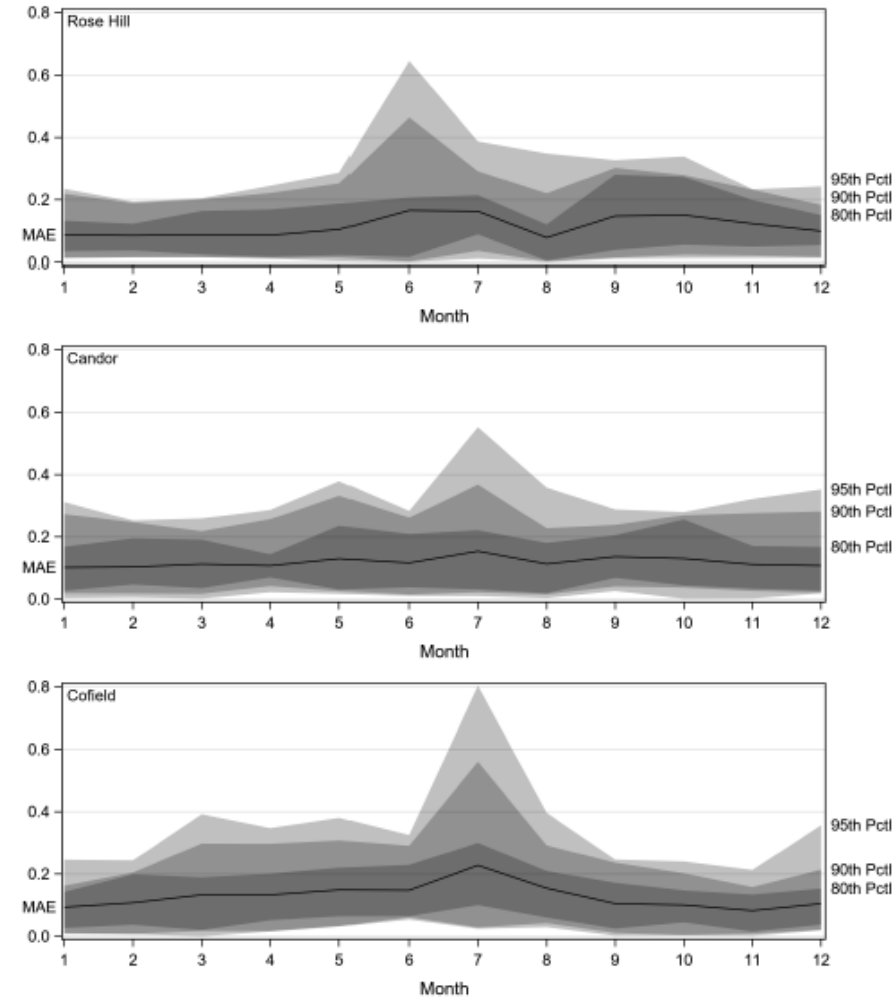 0.8
Rose Hill
0.6
0.4
0.2
95th Pctl
90th Pctl
80th Pctl
MAE
0.0
1 2 3 4 5 6 7 8 9 10 11 12
Month
0.8
Candor
0.6
0.4
95th Pctl
90th Pctl
0.2
80th Pctl
MAE
0.0
1 2 3 4 5 6 7 8 9 10 11 12
Month
0.8
Cofield
0.6
0.4
95th Pctl
0.2
90th Pctl
80th Pctl
MAE
0.0
1 2 3 4 5 6 7 8 9 10 11 12
Month